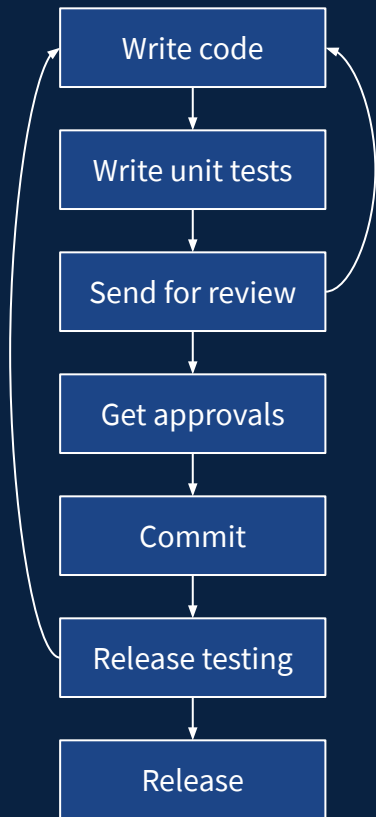 Write code
Write unit tests
Send for review
Get approvals
Commit
Release testing
Release